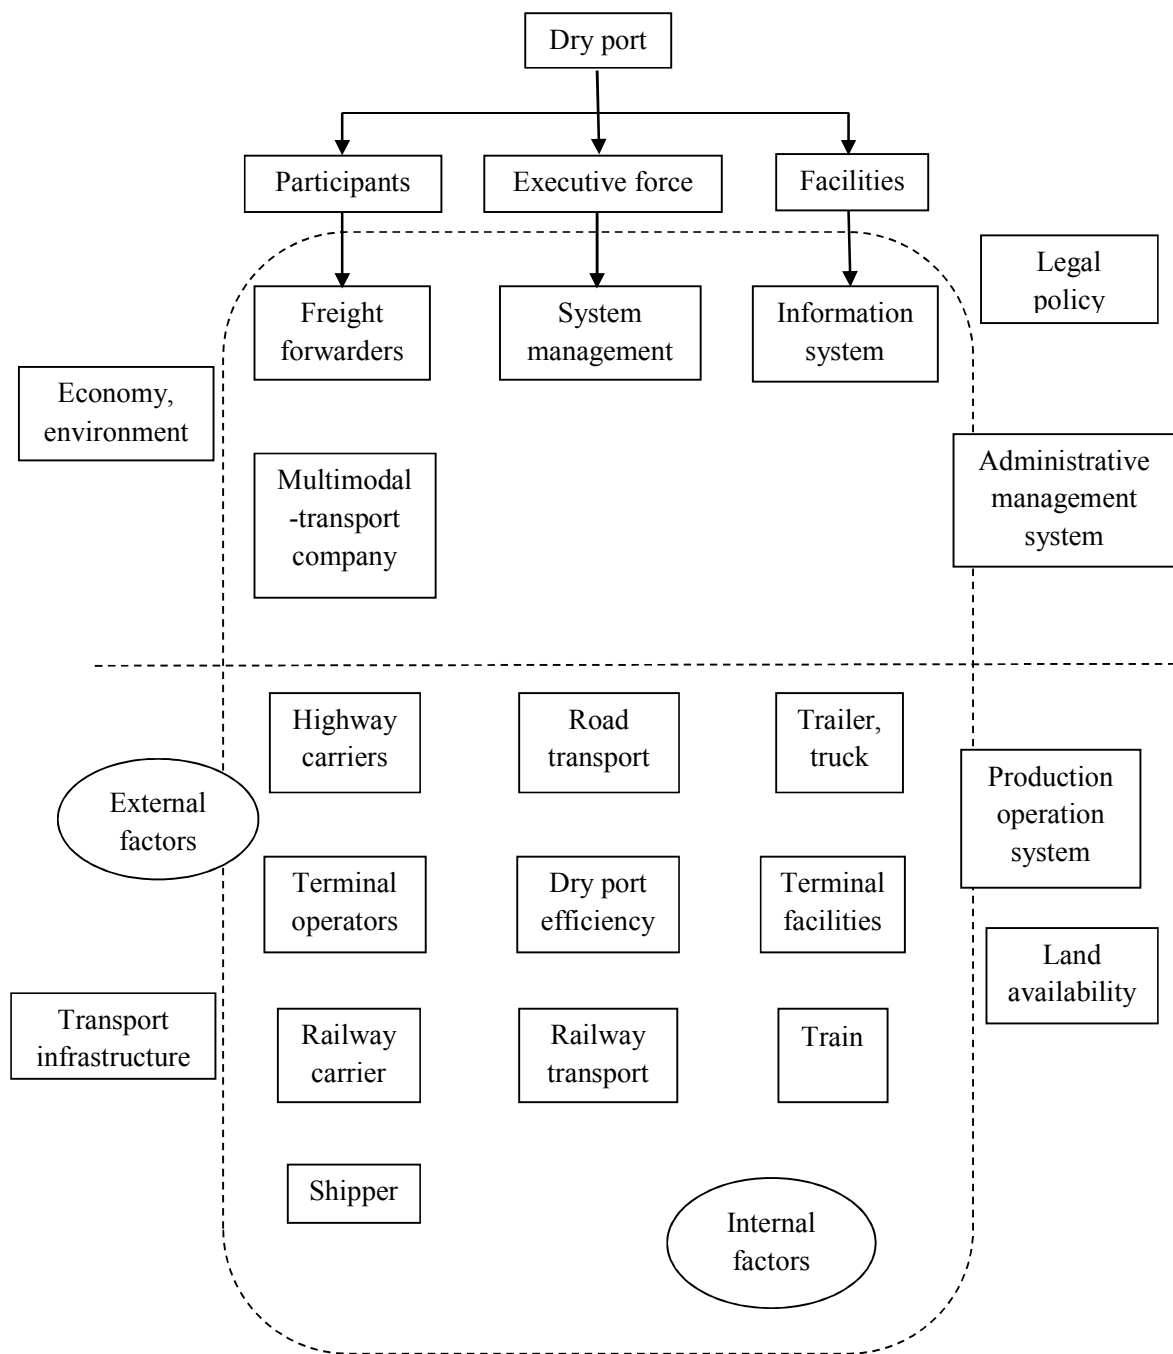 Dry port
Participants
Executive force
Facilities
Legal
policy
Freight
forwarders
System
management
Information
system
Economy,
environment
Multimodal
-transport
company
Administrative
management
system
Highway
carriers
Road
transport
Trailer,
truck
External
factors
Production
operation
system
Terminal
operators
Dry port
efficiency
Terminal
facilities
Land
availability
Transport
infrastructure
Railway
carrier
Railway
transport
Train
Shipper
Internal
factors